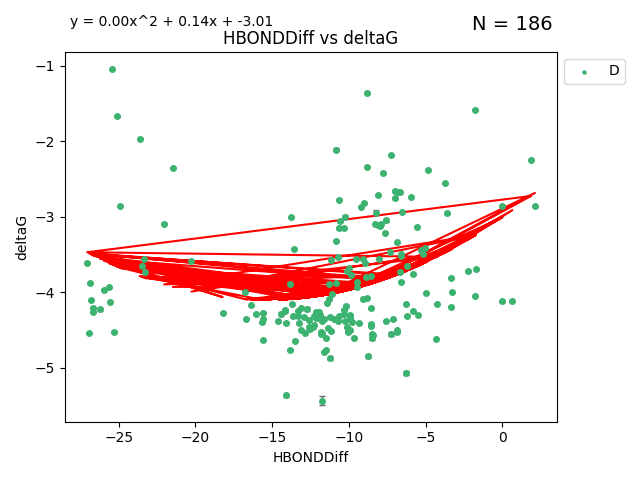 y = 0.00x^2 + 0.14x + -3.01
N = 186
HBONDDiff vs deltaG
D
deltaG
−1
−2
−3
−4
−5
−25 −20 −15 −10 −5 0
HBONDDiff